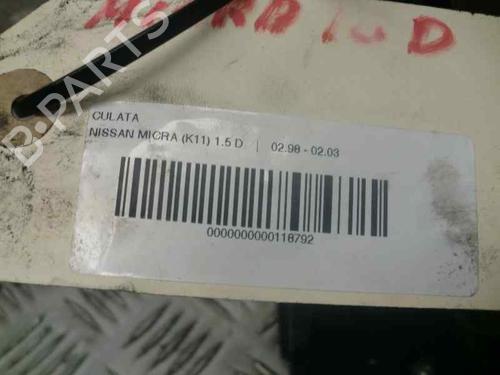 D
CULATA
NISSAN MICRA (K11) 1.5 D | 02.98 - 02.03
0000000000118792
B-PARTS